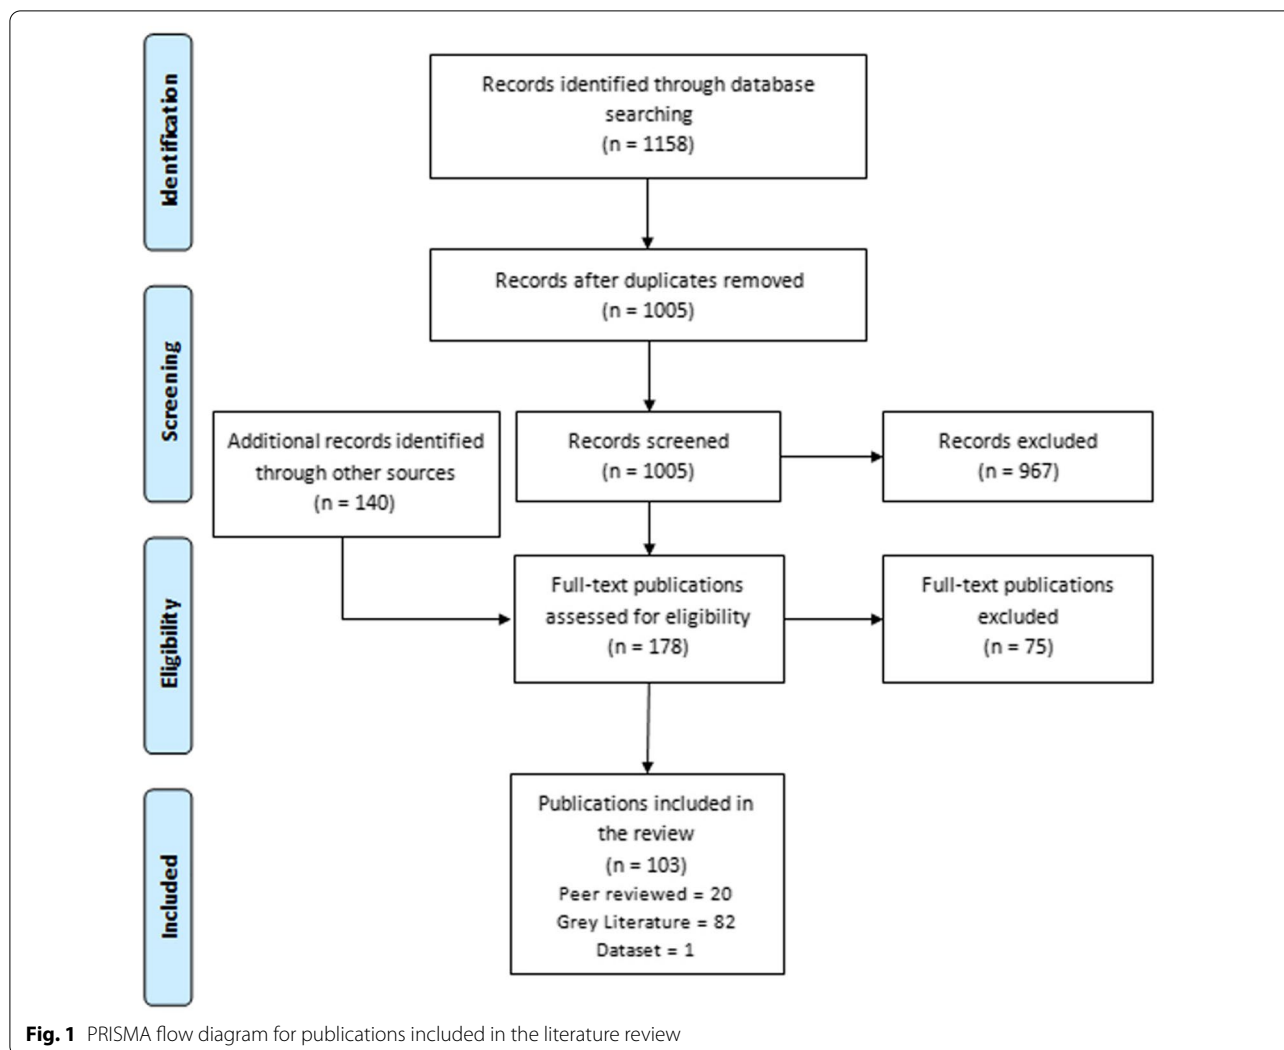 Identification
Records identified through database
searching
(n = 1158)
Records after duplicates removed
(n = 1005)
Screening
Additional records identified
through other sources
(n = 140)
Records screened
(n = 1005)
Records excluded
(n = 967)
Eligibility
Full-text publications
assessed for eligibility
(n = 178)
Full-text publications
excluded
(n = 75)
Included
Publications included in
the review
(n = 103)
Peer reviewed = 20
Grey Literature = 82
Dataset = 1
Fig. 1 PRISMA flow diagram for publications included in the literature review